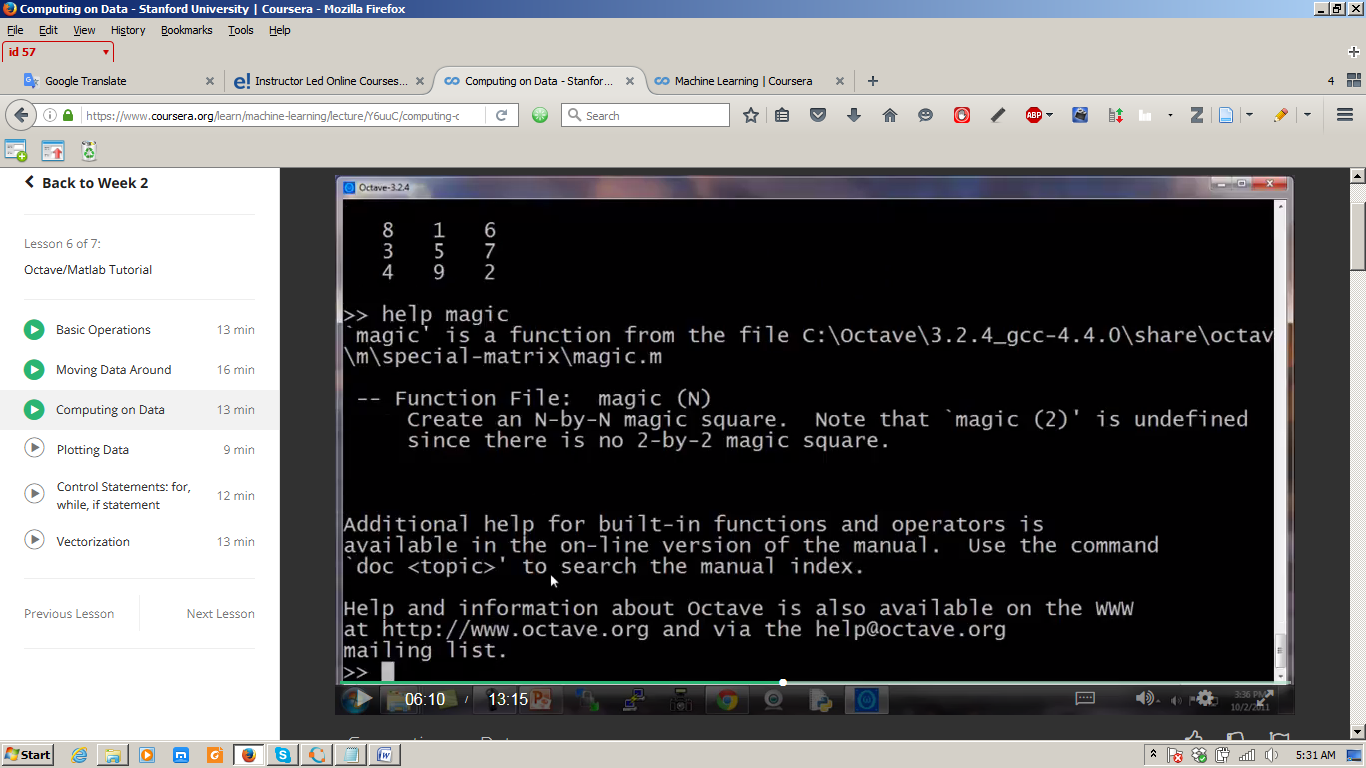 Computing on Data - Stanford University | Coursera - Mozilla Firefox
File Edit View History Bookmarks Tools Help
id 57
Google Translate
e! Instructor Led Online Courses...
Computing on Data - Stanfor...
Machine Learning | Coursera
4
https://www.coursera.org/learn/machine-learning/lecture/Y6uuC/computing-c
Search
ABP
Back to Week 2
Lesson 6 of 7:
Octave/Matlab Tutorial
Basic Operations 13 min
Moving Data Around 16 min
Computing on Data 13 min
Plotting Data 9 min
Control Statements: for, while, if statement 12 min
Vectorization 13 min
Previous Lesson Next Lesson
Octave-3.2.4
8 1 6
3 5 7
4 9 2
>> help magic
`magic' is a function from the file C:\Octave\3.2.4_gcc-4.4.0\share\octav
\m\special-matrix\magic.m
-- Function File: magic (N)
Create an N-by-N magic square. Note that `magic (2)' is undefined
since there is no 2-by-2 magic square.
Additional help for built-in functions and operators is
available in the on-line version of the manual. Use the command
`doc <topic>' to search the manual index.
Help and information about Octave is also available on the WWW
at http://www.octave.org and via the help@octave.org
mailing list.
>>
06:10 / 13:15
3:36 PM
10/2/2011
Start
5:31 AM